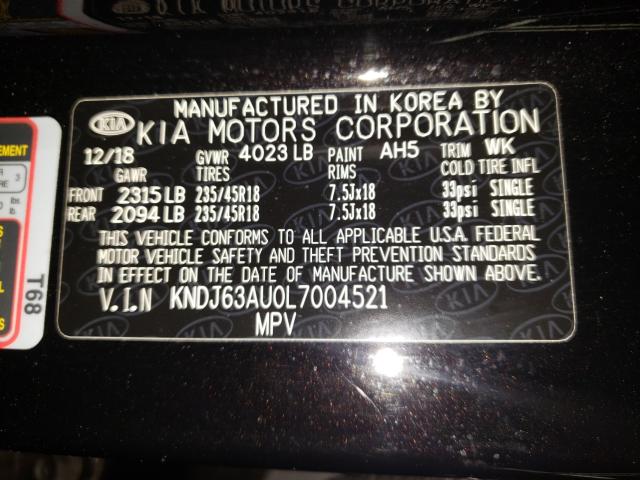 MANUFACTURED IN KOREA BY
KIA KIA MOTORS CORPORATION
12/18 GVWR 4023 LB PAINT AH5 TRIM WK
GAWR TIRES RIMS COLD TIRE INFL
FRONT 2315 LB 235/45R18 7.5Jx18 33psi SINGLE
REAR 2094 LB 235/45R18 7.5Jx18 33psi SINGLE
THIS VEHICLE CONFORMS TO ALL APPLICABLE U.S.A. FEDERAL
MOTOR VEHICLE SAFETY AND THEFT PREVENTION STANDARDS
IN EFFECT ON THE DATE OF MANUFACTURE SHOWN ABOVE.
V.I.N KNDJ63AU0L7004521
MPV
T68